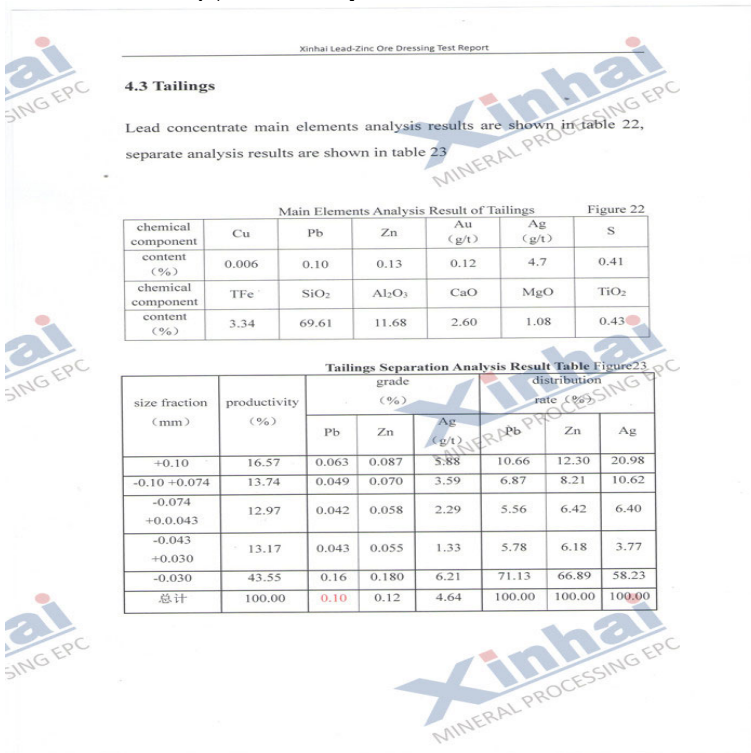 Xinhai Lead-Zinc Ore Dressing Test Report
4.3 Tailings
Lead concentrate main elements analysis results are shown in table 22,
separate analysis results are shown in table 23
Main Elements Analysis Result of Tailings Figure 22
chemical component Cu Pb Zn Au (g/t) Ag (g/t) S
content (%) 0.006 0.10 0.13 0.12 4.7 0.41
chemical component TFe SiO₂ Al₂O₃ CaO MgO TiO₂
content (%) 3.34 69.61 11.68 2.60 1.08 0.43
Tailings Separation Analysis Result Table Figure23
size fraction (mm) productivity (%) grade (%) distribution rate (%)
Pb Zn Ag (g/t) Pb Zn Ag
+0.10 16.57 0.063 0.087 5.88 10.66 12.30 20.98
-0.10 +0.074 13.74 0.049 0.070 3.59 6.87 8.21 10.62
-0.074 +0.0.043 12.97 0.042 0.058 2.29 5.56 6.42 6.40
-0.043 +0.030 13.17 0.043 0.055 1.33 5.78 6.18 3.77
-0.030 43.55 0.16 0.180 6.21 71.13 66.89 58.23
总计 100.00 0.10 0.12 4.64 100.00 100.00 100.00
Xinhai
MINERAL PROCESSING EPC
ai
SING EPC
ai
SING EPC
Xinhai
MINERAL PROCESSING EPC
ai
SING EPC
Xinhai
MINERAL PROCESSING EPC